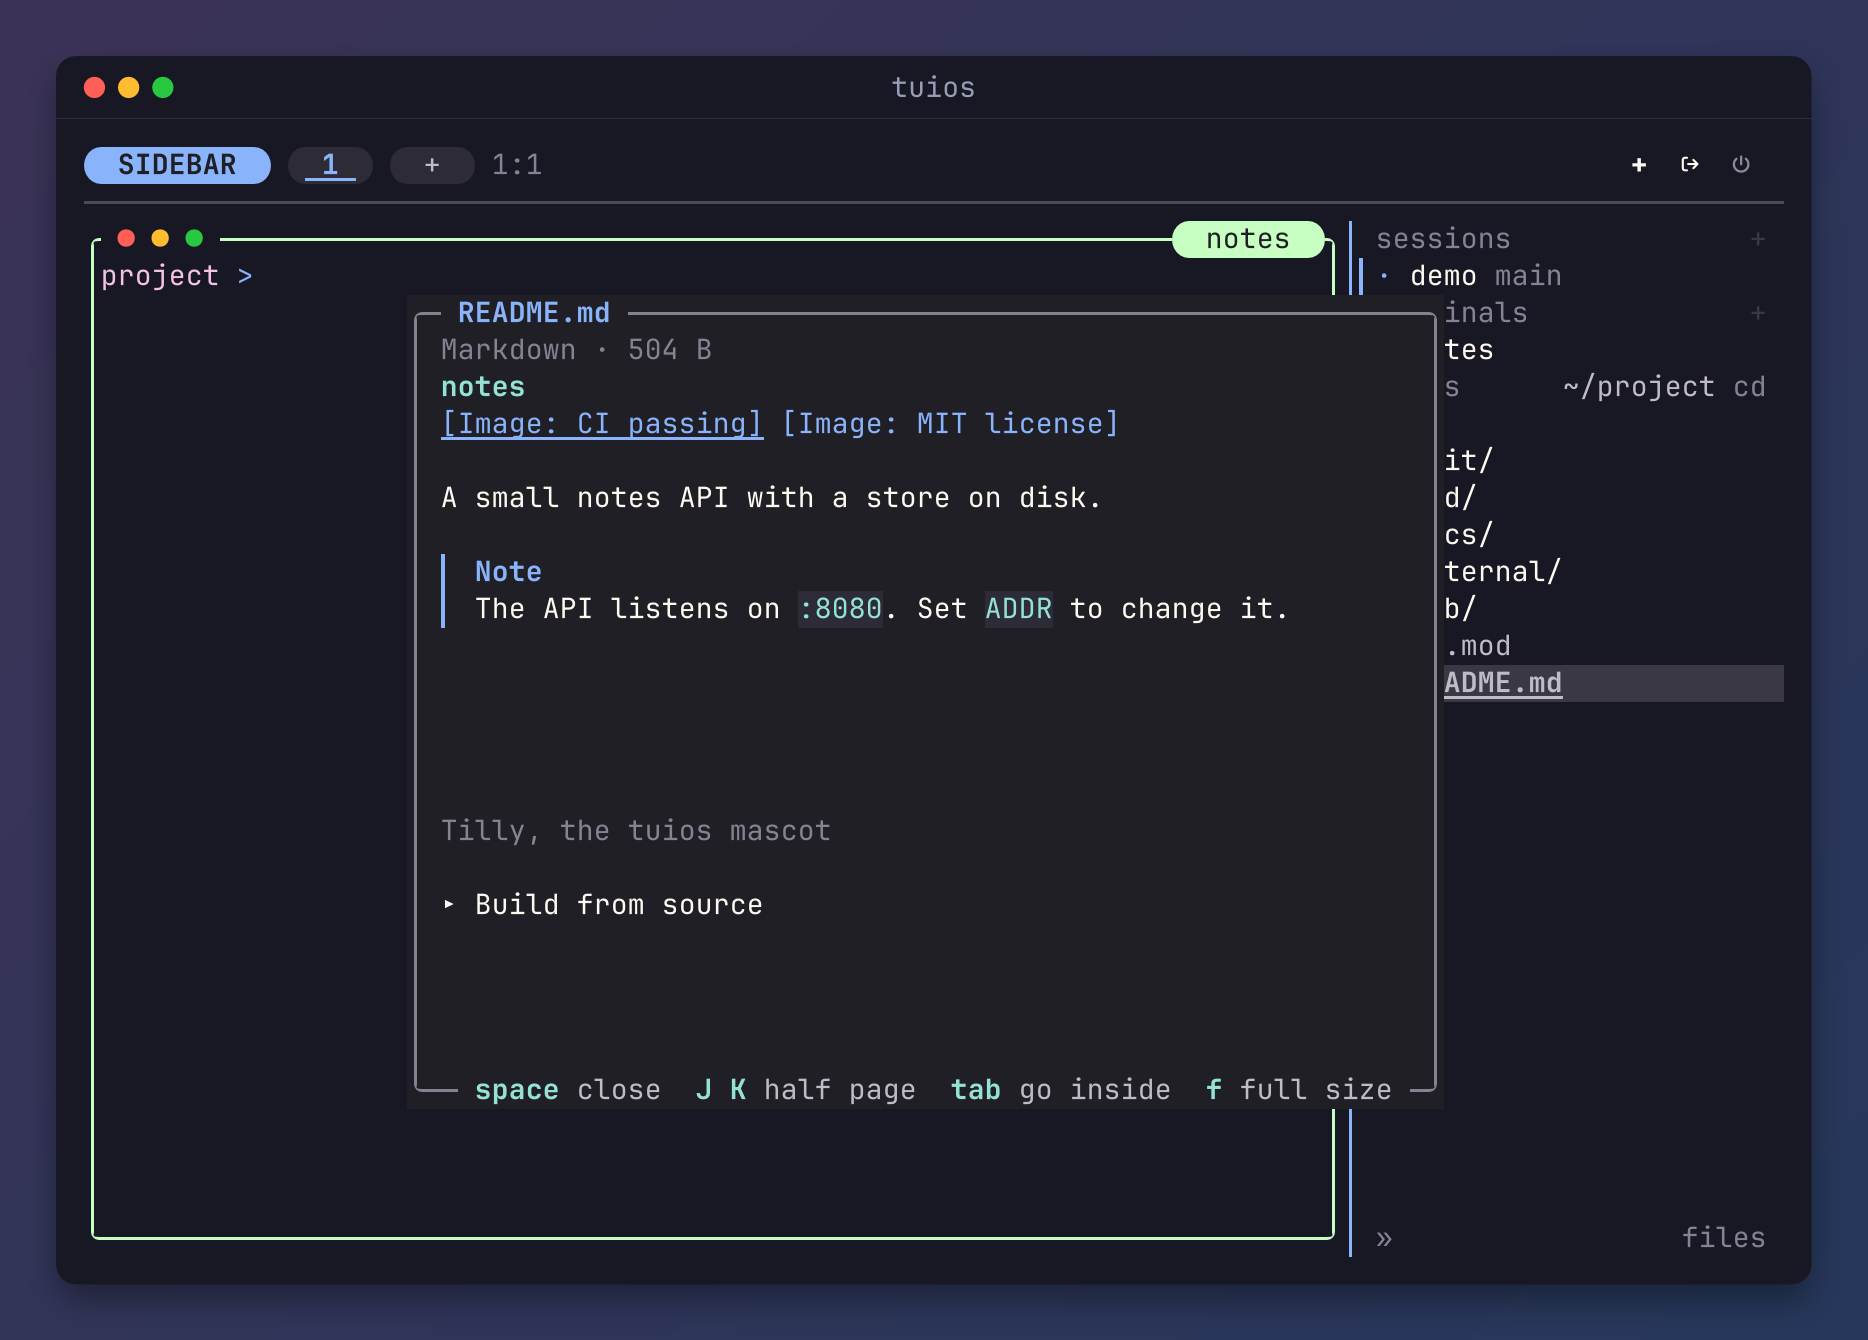 tuios
SIDEBAR 1 + 1:1 +
notes
project >
sessions +
· demo main
inals +
tes
s ~/project cd
it/
d/
cs/
ternal/
b/
.mod
ADME.md
README.md
Markdown · 504 B
notes
[Image: CI passing] [Image: MIT license]
A small notes API with a store on disk.
Note
The API listens on :8080. Set ADDR to change it.
Tilly, the tuios mascot
▸ Build from source
space close J K half page tab go inside f full size
» files